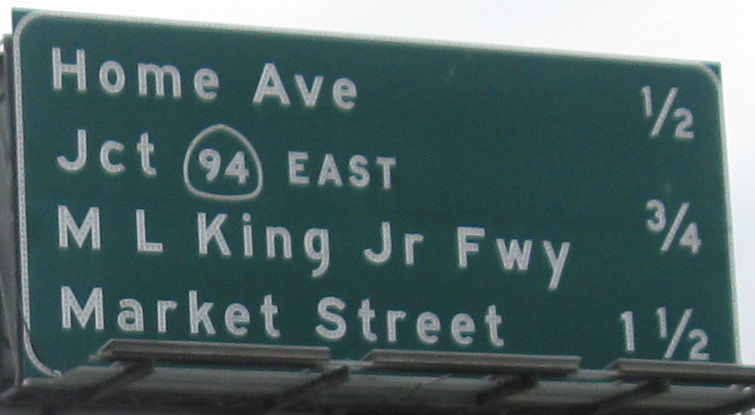 Home Ave 1/2
Jct 94 EAST
M L King Jr Fwy 3/4
Market Street 1 1/2